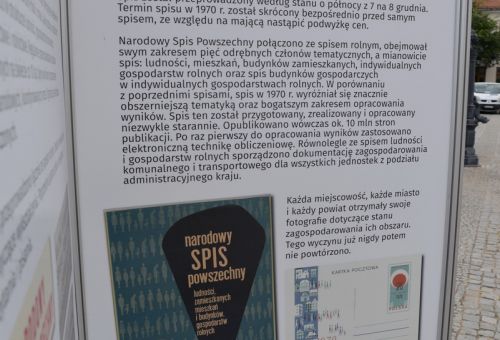 przeprowadzony według stanu o północy z 7 na 8 grudnia.
Termin spisu w 1970 r. został skrócony bezpośrednio przed samym
spisem, ze względu na mającą nastąpić podwyżkę cen.
Narodowy Spis Powszechny połączono ze spisem rolnym, obejmował
swym zakresem pięć odrębnych członów tematycznych, a mianowicie
spis: ludności, mieszkań, budynków zamieszkanych, indywidualnych
gospodarstw rolnych oraz spis budynków gospodarczych
w indywidualnych gospodarstwach rolnych. W porównaniu
z poprzednimi spisami, spis w 1970 r. wyróżniał się znacznie
obszerniejszą tematyką oraz bogatszym zakresem opracowania
wyników. Spis ten został przygotowany, zrealizowany i opracowany
niezwykle starannie. Opublikowano wówczas ok. 10 mln stron
publikacji. Po raz pierwszy do opracowania wyników zastosowano
elektroniczną technikę obliczeniową. Równolegle ze spisem ludności
i gospodarstw rolnych sporządzono dokumentację zagospodarowania
komunalnego i transportowego dla wszystkich jednostek z podziału
administracyjnego kraju.
Każda miejscowość, każde miasto
i każdy powiat otrzymały swoje
fotografie dotyczące stanu
zagospodarowania ich obszaru.
Tego wyczynu już nigdy potem
nie powtórzono.
narodowy
SPIS
powszechny
ludności,
zamieszkanych
mieszkań
i budynków,
gospodarstw
rolnych
KARTKA POCZTOWA
POLSKA